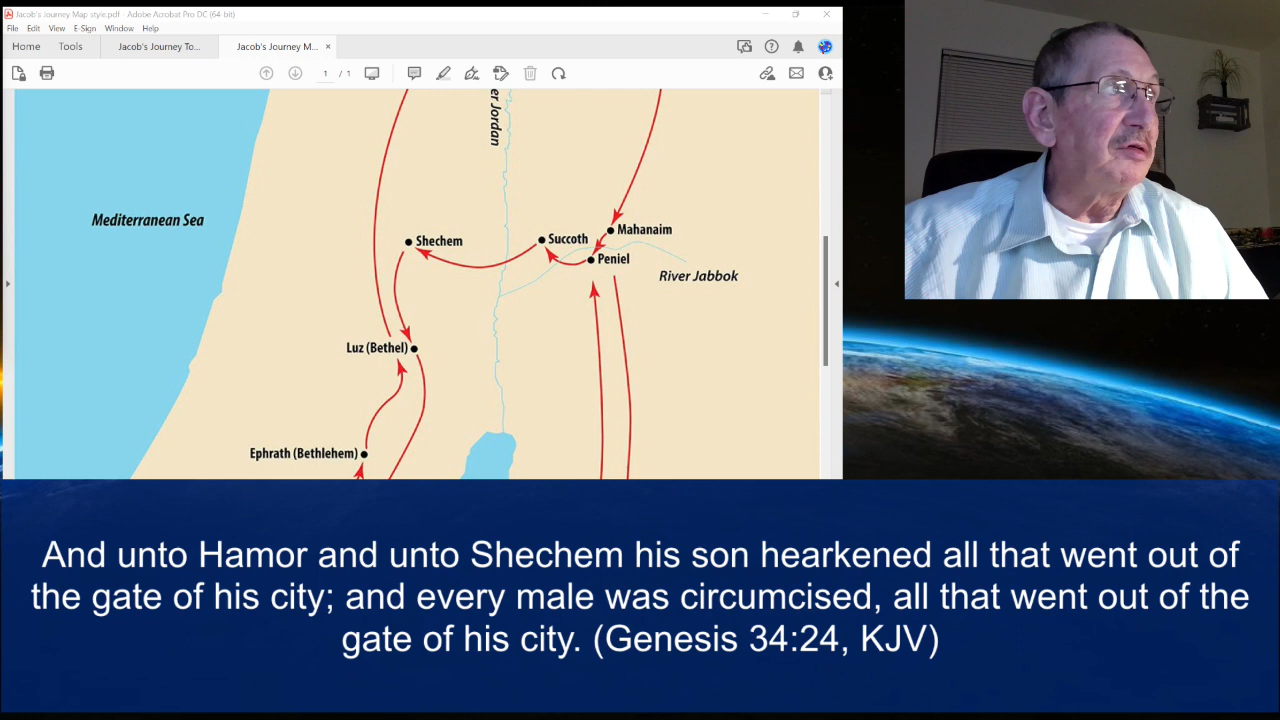 Jacob's Journey Map style.pdf - Adobe Acrobat Pro DC (64-bit)
File Edit View E-Sign Window Help
Home Tools Jacob's Journey To... Jacob's Journey M... ×
1 / 1
er Jordan
Mediterranean Sea
Shechem
Succoth
Mahanaim
Peniel
River Jabbok
Luz (Bethel)
Ephrath (Bethlehem)
And unto Hamor and unto Shechem his son hearkened all that went out of
the gate of his city; and every male was circumcised, all that went out of the
gate of his city. (Genesis 34:24, KJV)